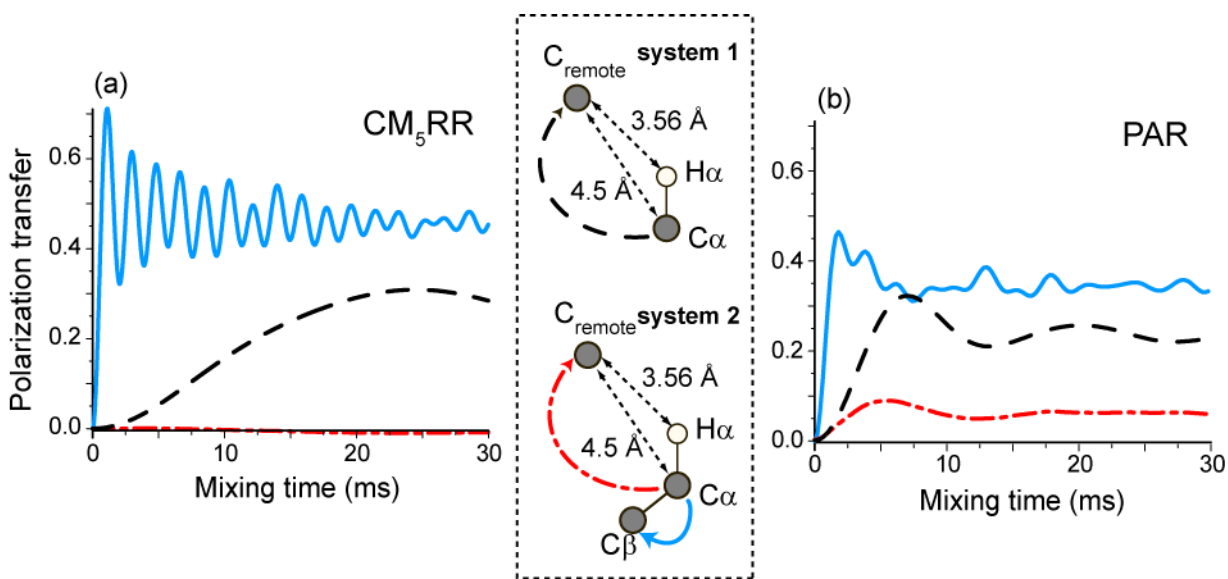 (a)
CM₅RR
Polarization transfer
0.6
0.4
0.2
0.0
0
10
20
30
Mixing time (ms)
system 1
Cremote
3.56 Å
Hα
4.5 Å
Cα
system 2
Cremote
3.56 Å
Hα
4.5 Å
Cα
Cβ
(b)
PAR
0.6
0.4
0.2
0.0
0
10
20
30
Mixing time (ms)